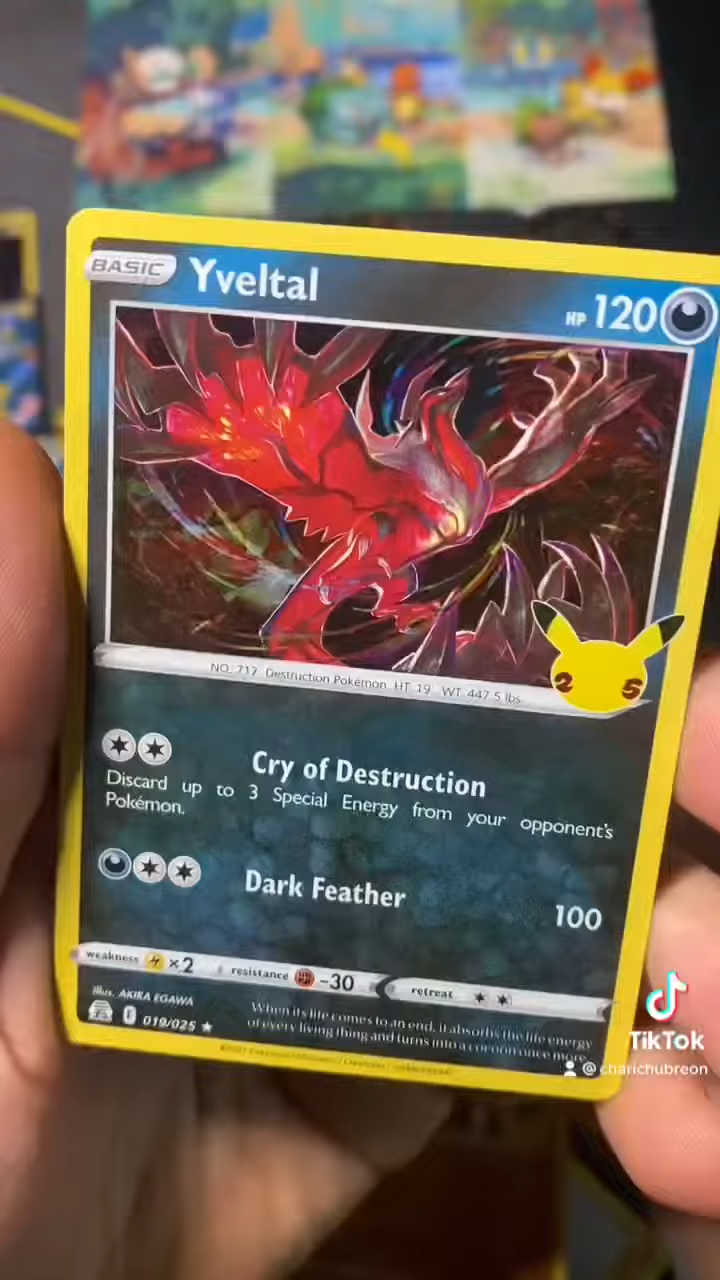 BASIC Yveltal HP 120
NO. 717 Destruction Pokémon HT 19 WT 447.5 lbs.
25
Cry of Destruction
Discard up to 3 Special Energy from your opponent's
Pokémon.
Dark Feather 100
weakness ×2 resistance -30 retreat
Illus. AKIRA EGAWA
019/025 ★
When its life comes to an end, it absorbs the life energy
of every living thing and turns into a cocoon once more.
TikTok
@charichubreon